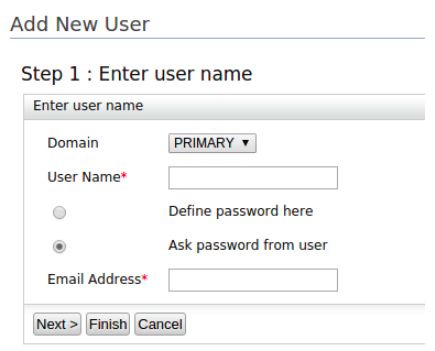 Add New User
Step 1 : Enter user name
Enter user name
Domain PRIMARY
User Name*
Define password here
Ask password from user
Email Address*
Next > Finish Cancel